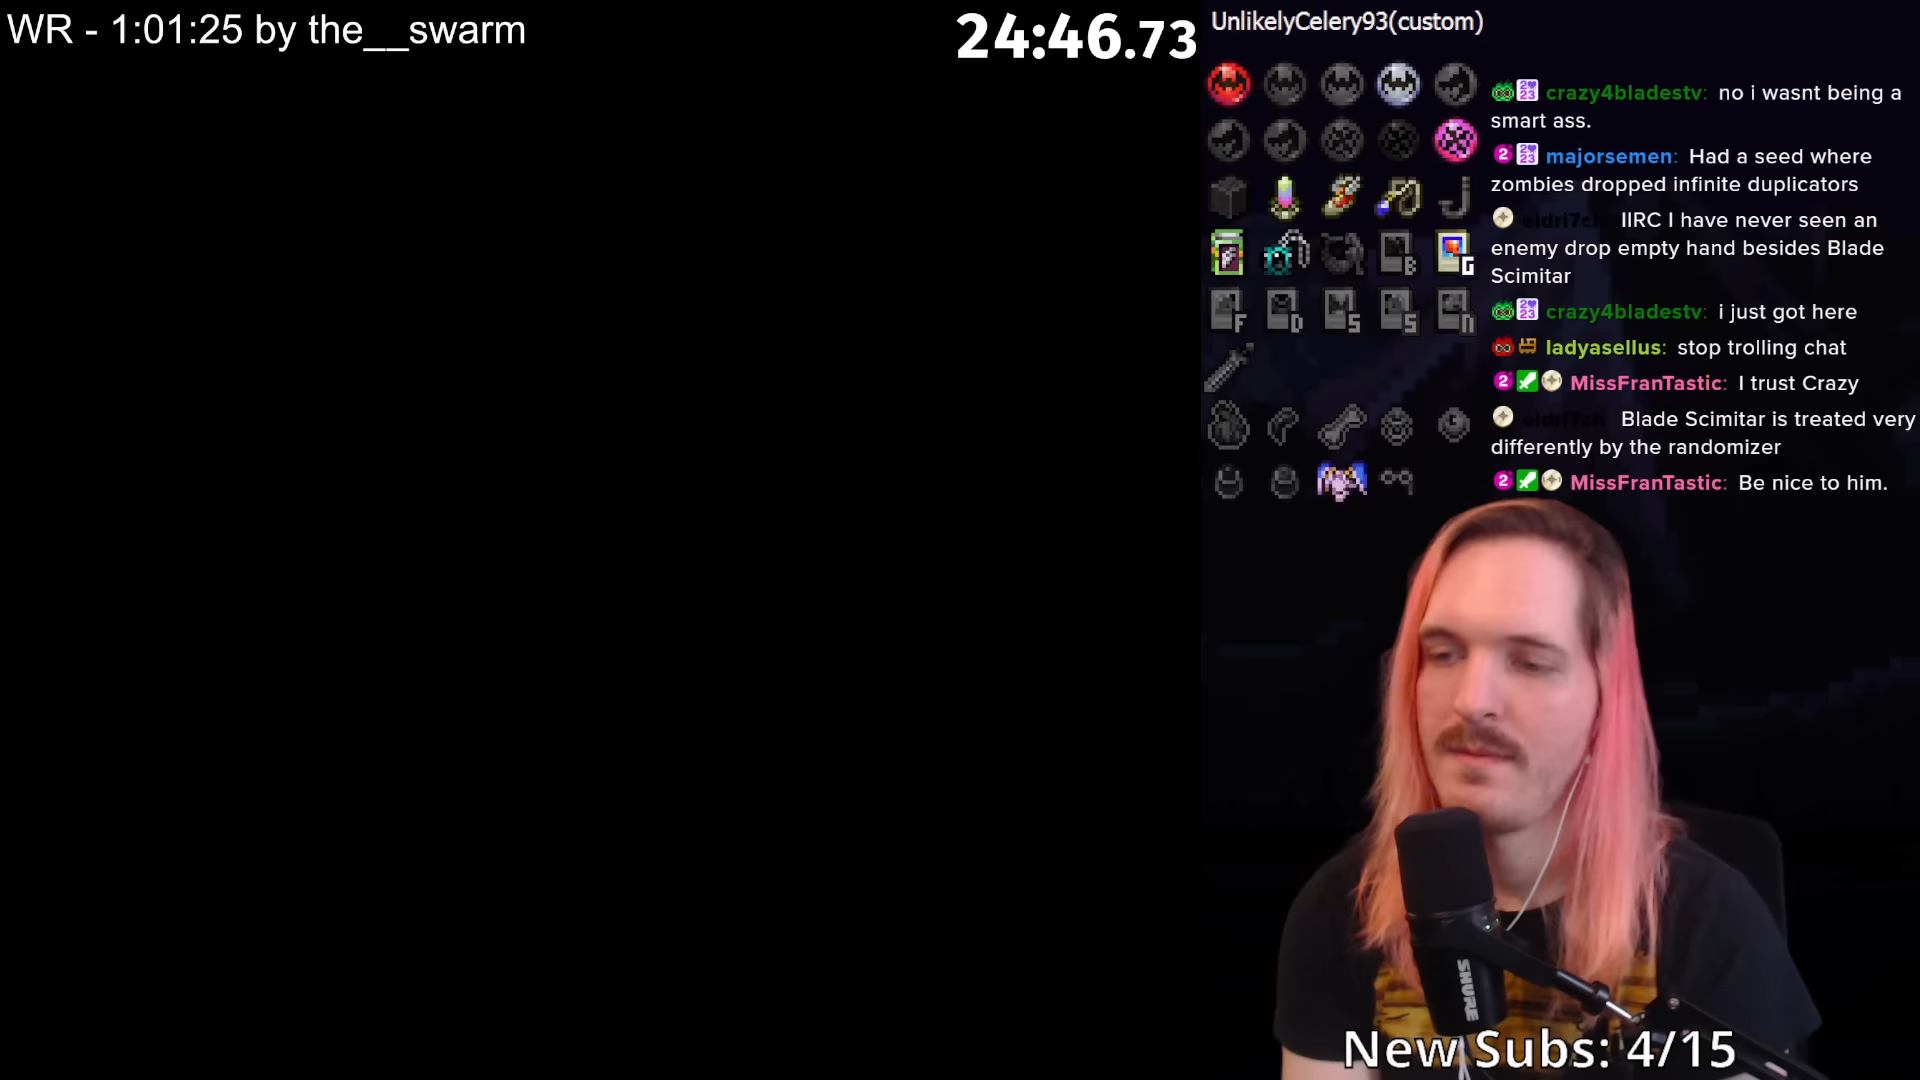 WR - 1:01:25 by the__swarm
24:46.73
UnlikelyCelery93(custom)
B
G
F
D
S
S
n
crazy4bladestv: no i wasnt being a
smart ass.
majorsemen: Had a seed where
zombies dropped infinite duplicators
eldri7ch IIRC I have never seen an
enemy drop empty hand besides Blade
Scimitar
crazy4bladestv: i just got here
ladyasellus: stop trolling chat
MissFranTastic: I trust Crazy
eldri7ch Blade Scimitar is treated very
differently by the randomizer
MissFranTastic: Be nice to him.
SHURE
New Subs: 4/15